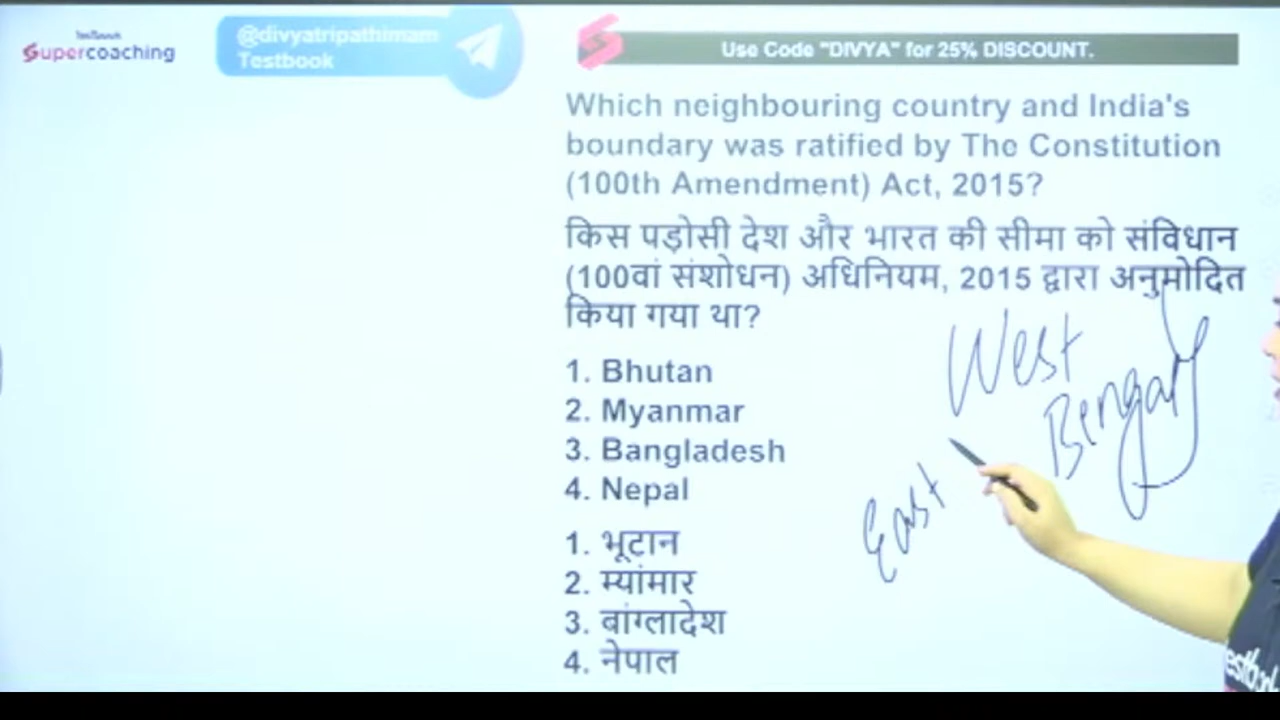 Testbook
Supercoaching
@divyatripathimam
Testbook
Use Code "DIVYA" for 25% DISCOUNT.
Which neighbouring country and India's
boundary was ratified by The Constitution
(100th Amendment) Act, 2015?
किस पड़ोसी देश और भारत की सीमा को संविधान
(100वां संशोधन) अधिनियम, 2015 द्वारा अनुमोदित
किया गया था?
1. Bhutan
2. Myanmar
3. Bangladesh
4. Nepal
1. भूटान
2. म्यांमार
3. बांग्लादेश
4. नेपाल
West
Bengal
East